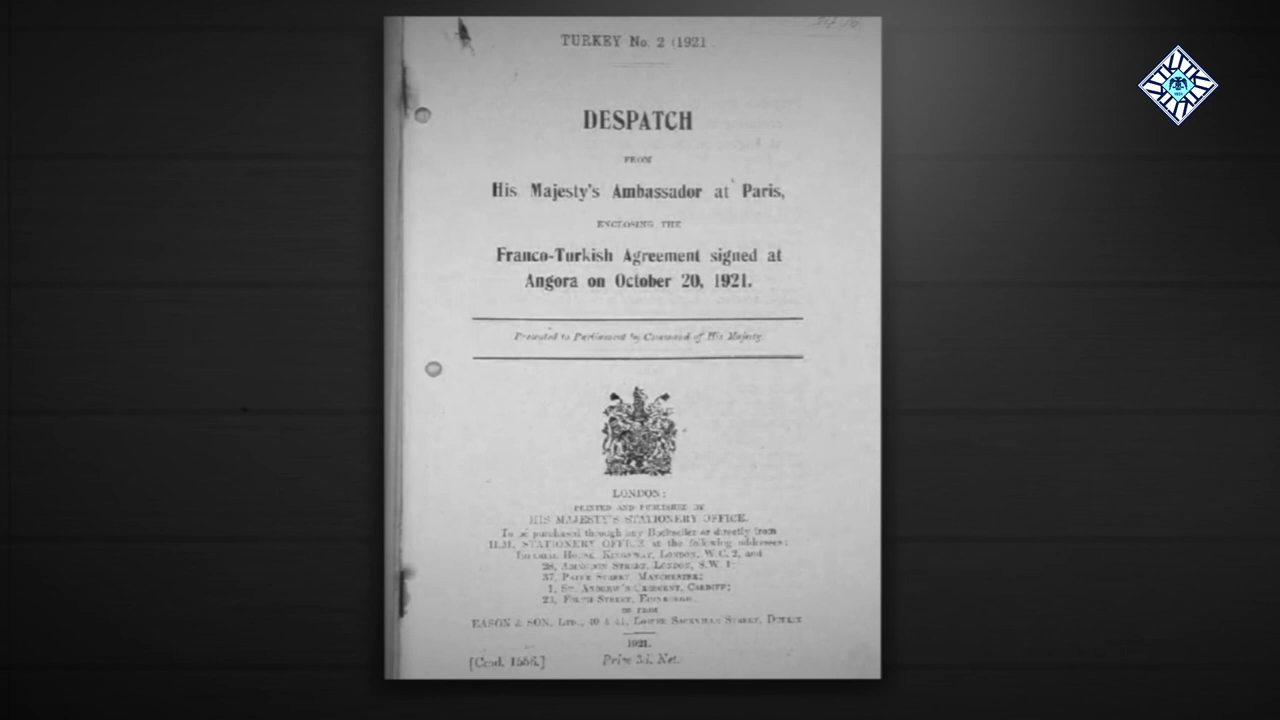 TURKEY No. 2 (1921
DESPATCH
FROM
His Majesty's Ambassador at Paris,
ENCLOSING THE
Franco-Turkish Agreement signed at
Angora on October 20, 1921.
Presented to Parliament by Command of His Majesty.
LONDON:
PRINTED AND PUBLISHED BY
HIS MAJESTY'S STATIONERY OFFICE.
To be purchased through any Bookseller or directly from
H.M. STATIONERY OFFICE at the following addresses:
IMPERIAL HOUSE, KINGSWAY, LONDON, W.C. 2, and
28, ABINGDON STREET, LONDON, S.W. 1
37, PETER STREET, MANCHESTER;
1, ST. ANDREW'S CRESCENT, CARDIFF;
23, FORTH STREET, EDINBURGH
OR FROM
EASON & SON, LTD., 40 & 41, LOWER SACKVILLE STREET, DUBLIN
1921.
[Cmd. 1556.] Price 3d. Net.